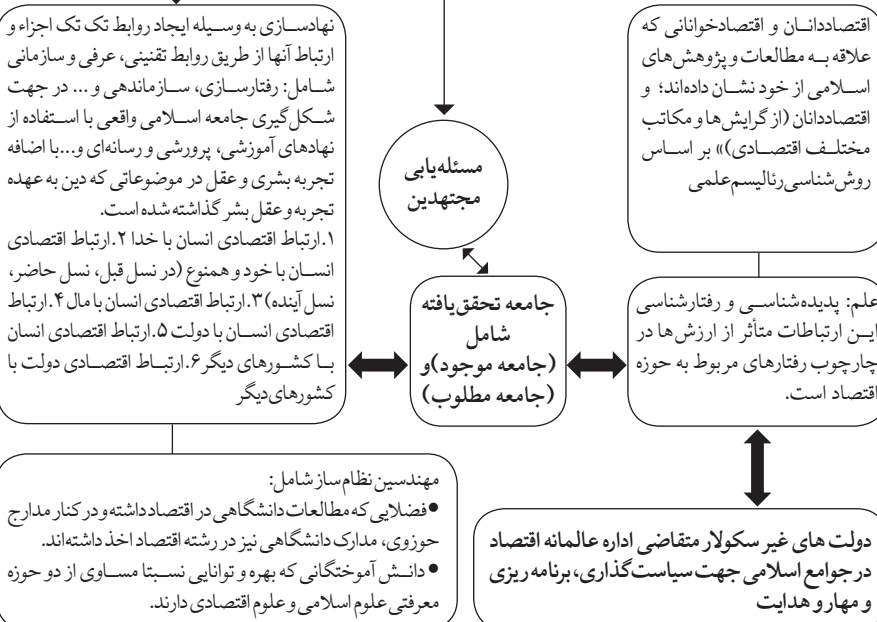 اقتصاددانان و اقتصادخوانانی که
علاقه به مطالعات و پژوهش‌های
اسلامی از خود نشان داده‌اند؛ و
اقتصاددانان (از گرایش‌ها و مکاتب
مختلف اقتصادی)» بر اساس
روش‌شناسی رئالیسم علمی
علم: پدیده‌شناسی و رفتارشناسی
این ارتباطات متأثر از ارزش‌ها در
چارچوب رفتارهای مربوط به حوزه
اقتصاد است.
دولت های غیر سکولار متقاضی اداره عالمانه اقتصاد
در جوامع اسلامی جهت سیاست‌گذاری، برنامه ریزی
و مهار و هدایت
مسئله‌یابی
مجتهدین
جامعه تحقق‌یافته
شامل
(جامعه موجود) و
(جامعه مطلوب)
نهادسازی به وسیله ایجاد روابط تک تک اجزاء و
ارتباط آنها از طریق روابط تقنینی، عرفی و سازمانی
شامل: رفتارسازی، سازماندهی و ... در جهت
شکل‌گیری جامعه اسلامی واقعی با استفاده از
نهادهای آموزشی، پرورشی و رسانه‌ای و...با اضافه
تجربه بشری و عقل در موضوعاتی که دین به عهده
تجربه و عقل بشر گذاشته شده است.
۱.ارتباط اقتصادی انسان با خدا ۲.ارتباط اقتصادی
انسان با خود و همنوع (در نسل قبل، نسل حاضر،
نسل آینده) ۳.ارتباط اقتصادی انسان با مال ۴.ارتباط
اقتصادی انسان با دولت ۵.ارتباط اقتصادی انسان
با کشورهای دیگر ۶.ارتباط اقتصادی دولت با
کشورهای دیگر
مهندسین نظام ساز شامل:
● فضلایی که مطالعات دانشگاهی در اقتصاد داشته و در کنار مدارج
حوزوی، مدارک دانشگاهی نیز در رشته اقتصاد اخذ داشته‌اند.
● دانش آموختگانی که بهره و توانایی نسبتا مساوی از دو حوزه
معرفتی علوم اسلامی و علوم اقتصادی دارند.